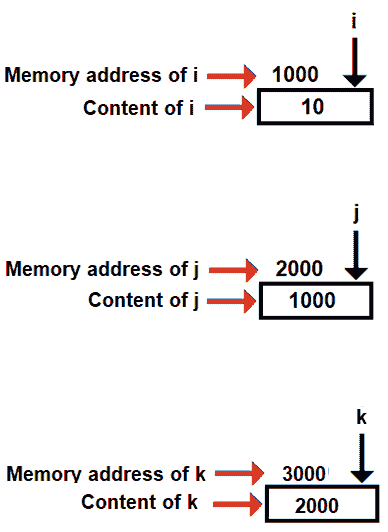 i
Memory address of i 1000
Content of i 10
j
Memory address of j 2000
Content of j 1000
k
Memory address of k 3000
Content of k 2000